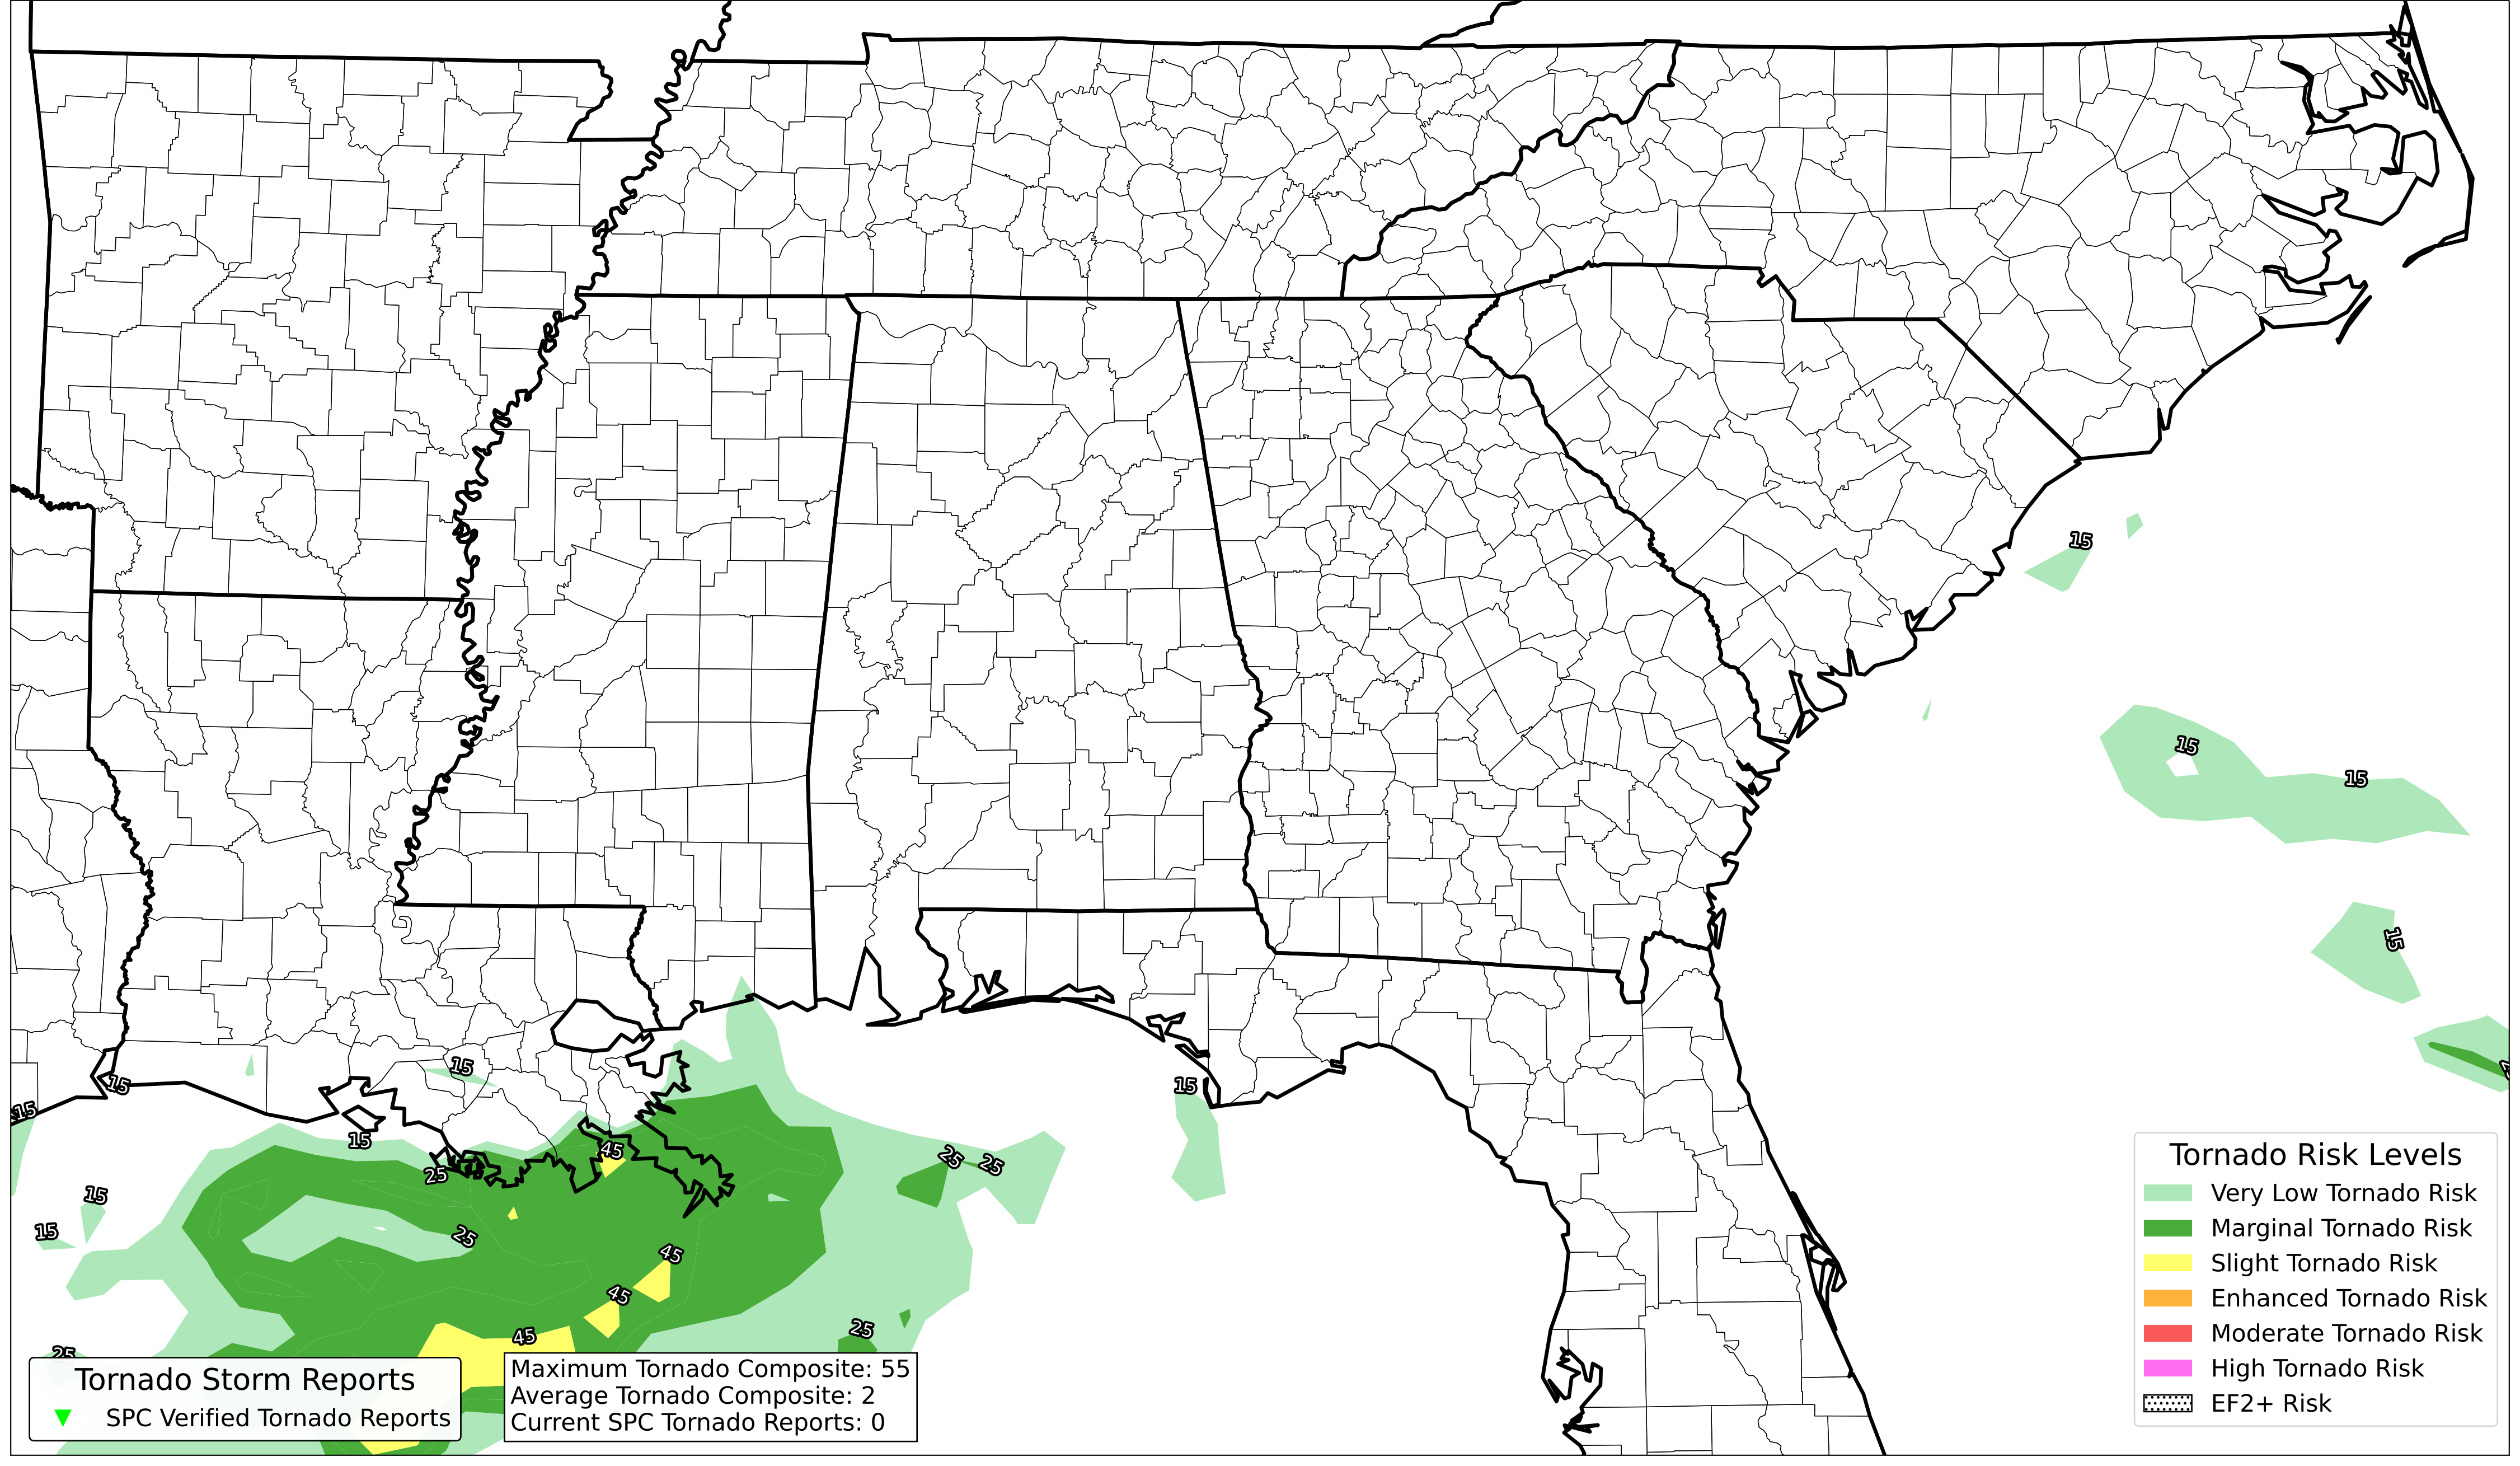 15
15
15
15
15
15
15
15
15
25
15
45
25
25
15
15
25
45
45
25
45
25
Tornado Storm Reports
SPC Verified Tornado Reports
Maximum Tornado Composite: 55
Average Tornado Composite: 2
Current SPC Tornado Reports: 0
Tornado Risk Levels
Very Low Tornado Risk
Marginal Tornado Risk
Slight Tornado Risk
Enhanced Tornado Risk
Moderate Tornado Risk
High Tornado Risk
EF2+ Risk